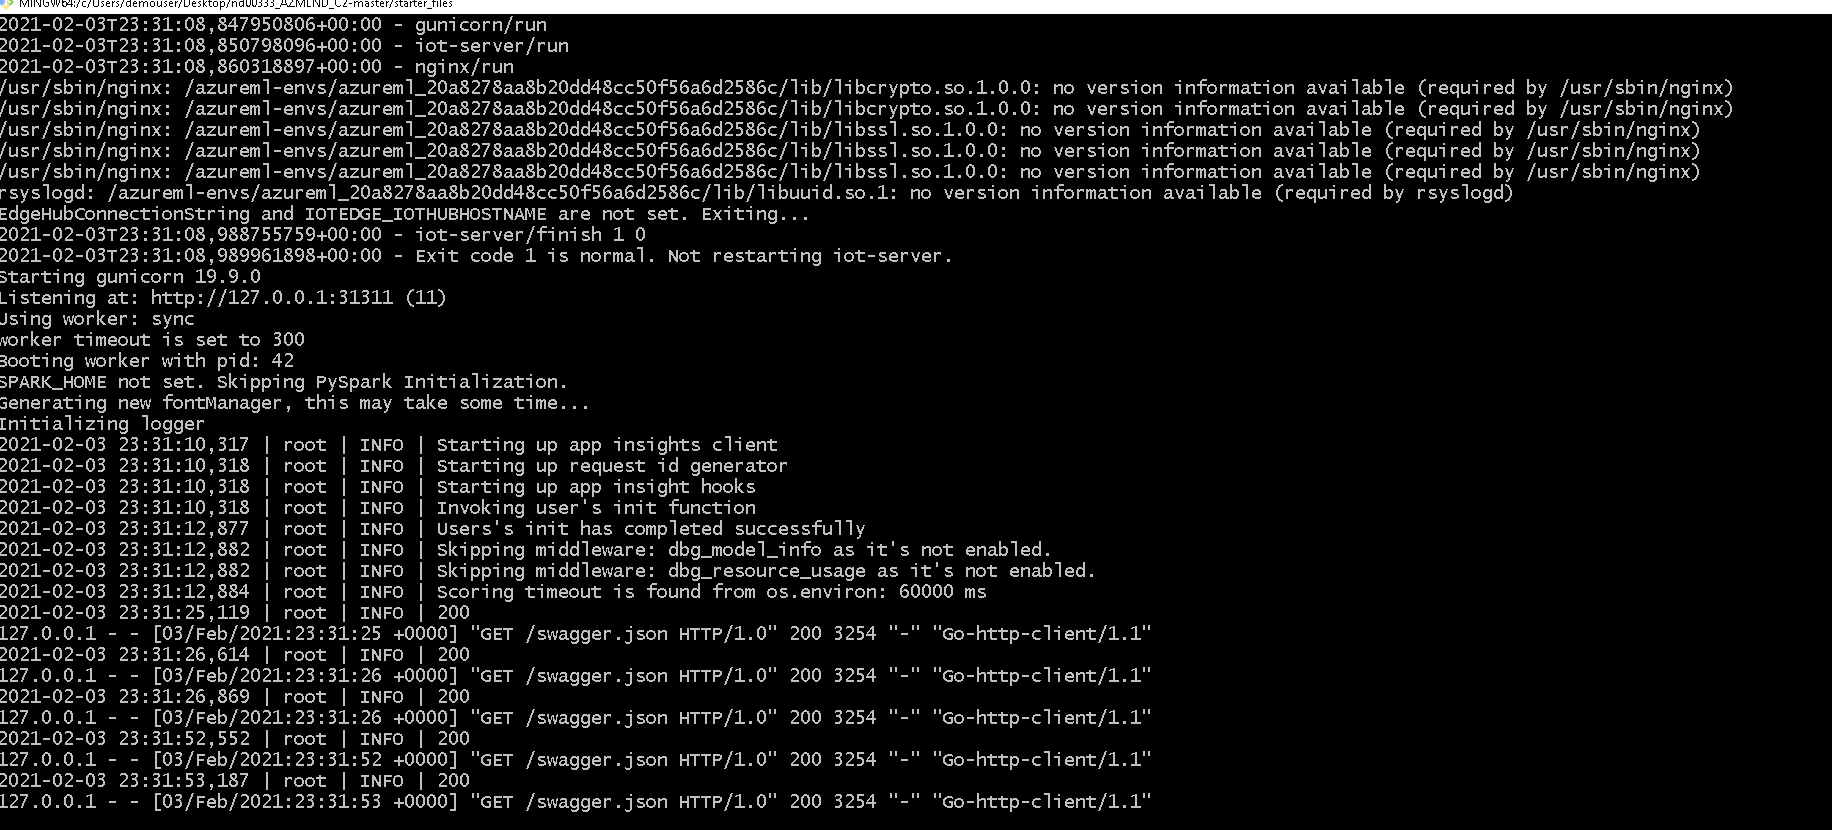 MINGW64:/c/Users/demouser/Desktop/nd00333_AZMLND_C2-master/starter_files
2021-02-03T23:31:08,847950806+00:00 - gunicorn/run
2021-02-03T23:31:08,850798096+00:00 - iot-server/run
2021-02-03T23:31:08,860318897+00:00 - nginx/run
/usr/sbin/nginx: /azureml-envs/azureml_20a8278aa8b20dd48cc50f56a6d2586c/lib/libcrypto.so.1.0.0: no version information available (required by /usr/sbin/nginx)
/usr/sbin/nginx: /azureml-envs/azureml_20a8278aa8b20dd48cc50f56a6d2586c/lib/libcrypto.so.1.0.0: no version information available (required by /usr/sbin/nginx)
/usr/sbin/nginx: /azureml-envs/azureml_20a8278aa8b20dd48cc50f56a6d2586c/lib/libssl.so.1.0.0: no version information available (required by /usr/sbin/nginx)
/usr/sbin/nginx: /azureml-envs/azureml_20a8278aa8b20dd48cc50f56a6d2586c/lib/libssl.so.1.0.0: no version information available (required by /usr/sbin/nginx)
/usr/sbin/nginx: /azureml-envs/azureml_20a8278aa8b20dd48cc50f56a6d2586c/lib/libssl.so.1.0.0: no version information available (required by /usr/sbin/nginx)
rsyslogd: /azureml-envs/azureml_20a8278aa8b20dd48cc50f56a6d2586c/lib/libuuid.so.1: no version information available (required by rsyslogd)
EdgeHubConnectionString and IOTEDGE_IOTHUBHOSTNAME are not set. Exiting...
2021-02-03T23:31:08,988755759+00:00 - iot-server/finish 1 0
2021-02-03T23:31:08,989961898+00:00 - Exit code 1 is normal. Not restarting iot-server.
Starting gunicorn 19.9.0
Listening at: http://127.0.0.1:31311 (11)
Using worker: sync
worker timeout is set to 300
Booting worker with pid: 42
SPARK_HOME not set. Skipping PySpark Initialization.
Generating new fontManager, this may take some time...
Initializing logger
2021-02-03 23:31:10,317 | root | INFO | Starting up app insights client
2021-02-03 23:31:10,318 | root | INFO | Starting up request id generator
2021-02-03 23:31:10,318 | root | INFO | Starting up app insight hooks
2021-02-03 23:31:10,318 | root | INFO | Invoking user's init function
2021-02-03 23:31:12,877 | root | INFO | Users's init has completed successfully
2021-02-03 23:31:12,882 | root | INFO | Skipping middleware: dbg_model_info as it's not enabled.
2021-02-03 23:31:12,882 | root | INFO | Skipping middleware: dbg_resource_usage as it's not enabled.
2021-02-03 23:31:12,884 | root | INFO | Scoring timeout is found from os.environ: 60000 ms
2021-02-03 23:31:25,119 | root | INFO | 200
127.0.0.1 - - [03/Feb/2021:23:31:25 +0000] "GET /swagger.json HTTP/1.0" 200 3254 "-" "Go-http-client/1.1"
2021-02-03 23:31:26,614 | root | INFO | 200
127.0.0.1 - - [03/Feb/2021:23:31:26 +0000] "GET /swagger.json HTTP/1.0" 200 3254 "-" "Go-http-client/1.1"
2021-02-03 23:31:26,869 | root | INFO | 200
127.0.0.1 - - [03/Feb/2021:23:31:26 +0000] "GET /swagger.json HTTP/1.0" 200 3254 "-" "Go-http-client/1.1"
2021-02-03 23:31:52,552 | root | INFO | 200
127.0.0.1 - - [03/Feb/2021:23:31:52 +0000] "GET /swagger.json HTTP/1.0" 200 3254 "-" "Go-http-client/1.1"
2021-02-03 23:31:53,187 | root | INFO | 200
127.0.0.1 - - [03/Feb/2021:23:31:53 +0000] "GET /swagger.json HTTP/1.0" 200 3254 "-" "Go-http-client/1.1"